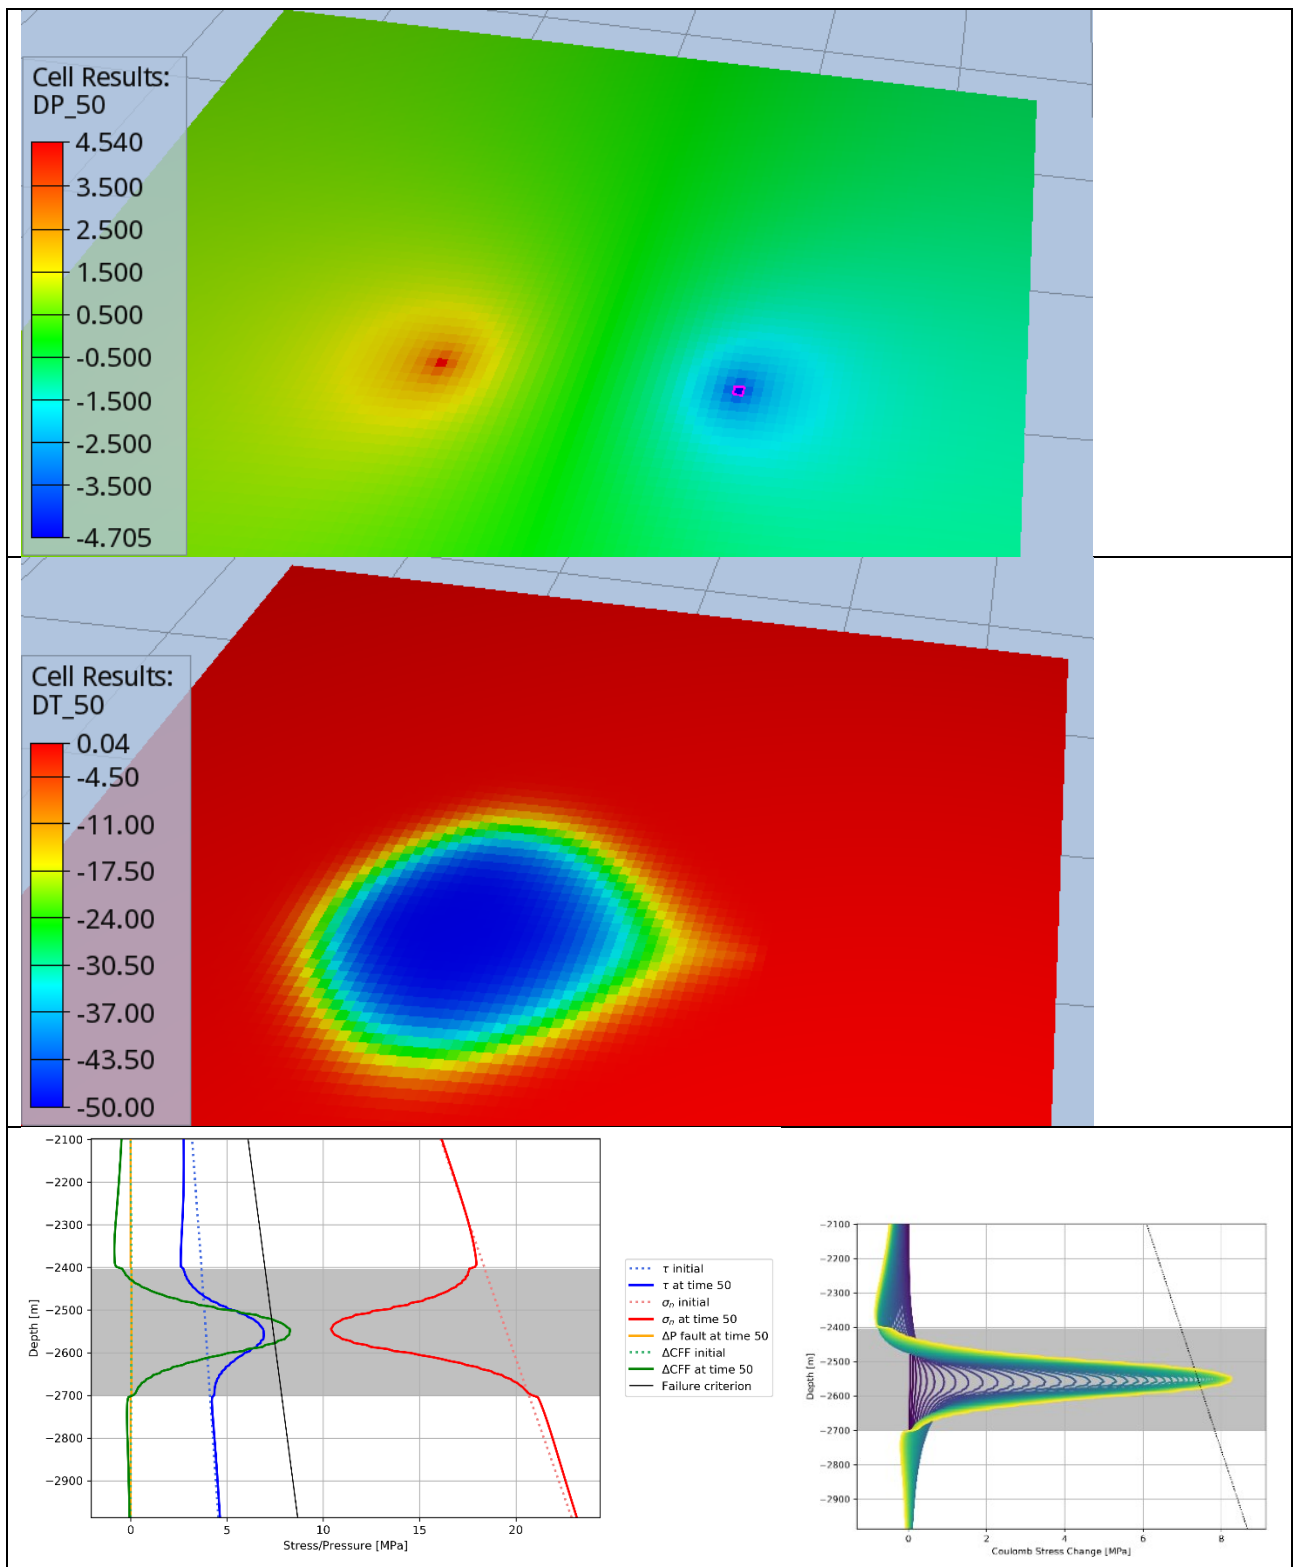 Cell Results:
DP_50
4.540
3.500
2.500
1.500
0.500
-0.500
-1.500
-2.500
-3.500
-4.705
Cell Results:
DT_50
0.04
-4.50
-11.00
-17.50
-24.00
-30.50
-37.00
-43.50
-50.00
−2100
−2200
−2300
−2400
−2500
−2600
−2700
−2800
−2900
Depth [m]
0 5 10 15 20
Stress/Pressure [MPa]
τ initial
τ at time 50
σn initial
σn at time 50
ΔP fault at time 50
ΔCFF initial
ΔCFF at time 50
Failure criterion
−2100
−2200
−2300
−2400
−2500
−2600
−2700
−2800
−2900
Depth [m]
0 2 4 6 8
Coulomb Stress Change [MPa]